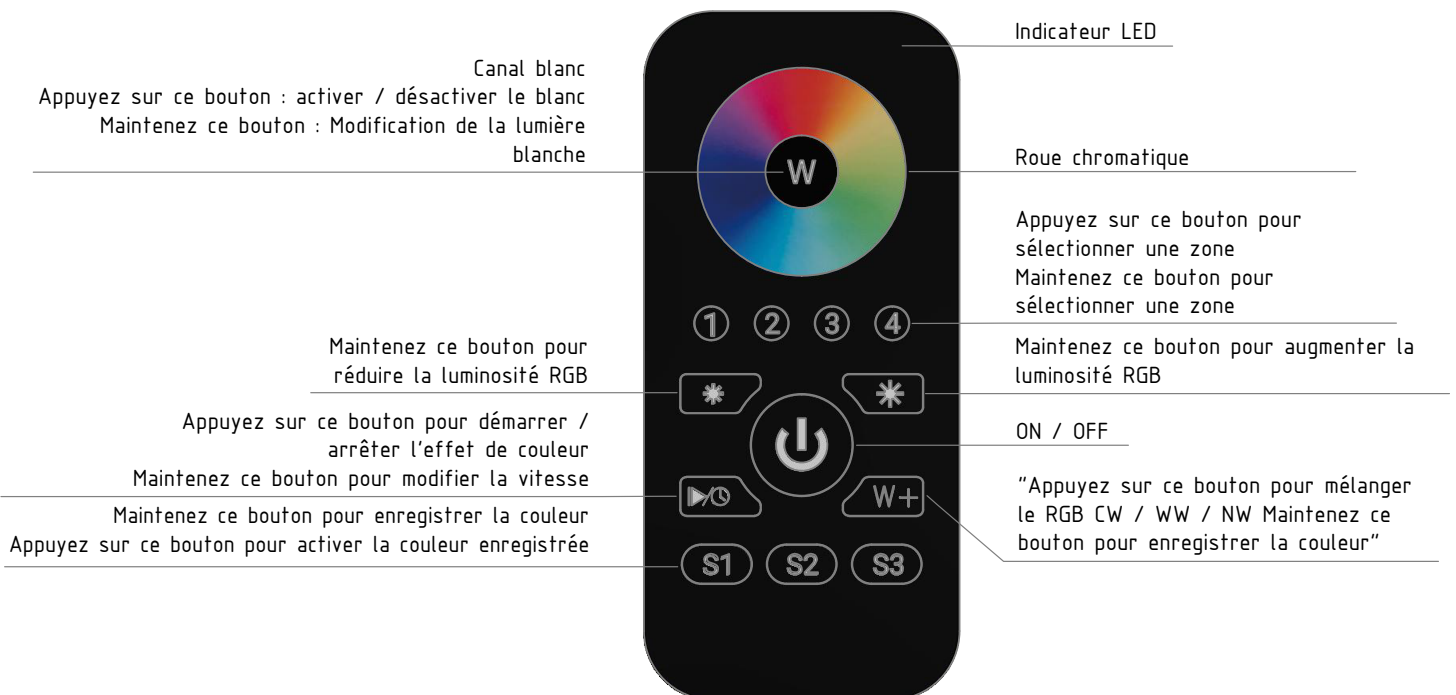 Indicateur LED
Canal blanc
Appuyez sur ce bouton : activer / désactiver le blanc
Maintenez ce bouton : Modification de la lumière
blanche
W
Roue chromatique
Appuyez sur ce bouton pour
sélectionner une zone
Maintenez ce bouton pour
sélectionner une zone
1 2 3 4
Maintenez ce bouton pour
réduire la luminosité RGB
Maintenez ce bouton pour augmenter la
luminosité RGB
Appuyez sur ce bouton pour démarrer /
arrêter l'effet de couleur
Maintenez ce bouton pour modifier la vitesse
ON / OFF
W+
"Appuyez sur ce bouton pour mélanger
le RGB CW / WW / NW Maintenez ce
bouton pour enregistrer la couleur"
Maintenez ce bouton pour enregistrer la couleur
Appuyez sur ce bouton pour activer la couleur enregistrée
S1 S2 S3